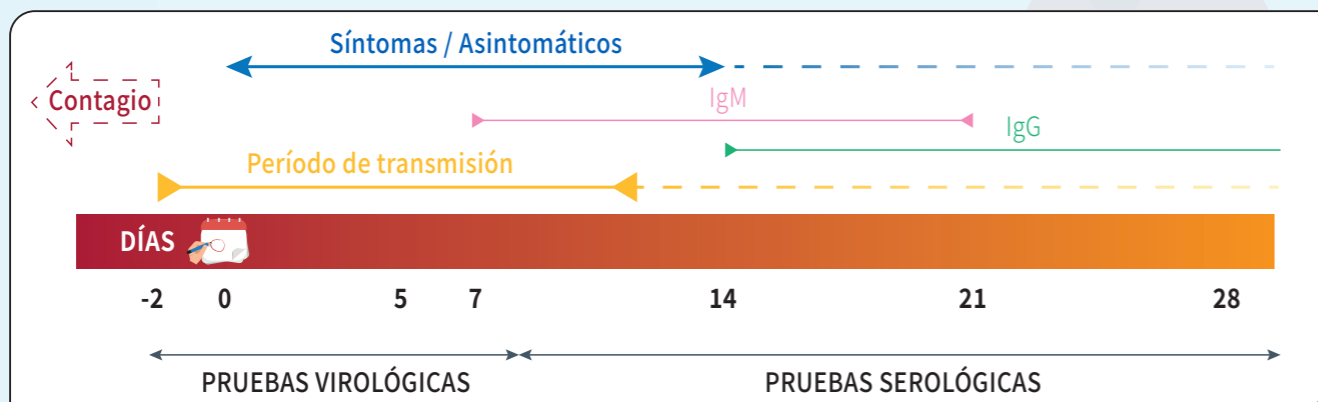 Síntomas / Asintomáticos
Contagio
IgM
IgG
Período de transmisión
DÍAS
-2 0 5 7 14 21 28
PRUEBAS VIROLÓGICAS PRUEBAS SEROLÓGICAS